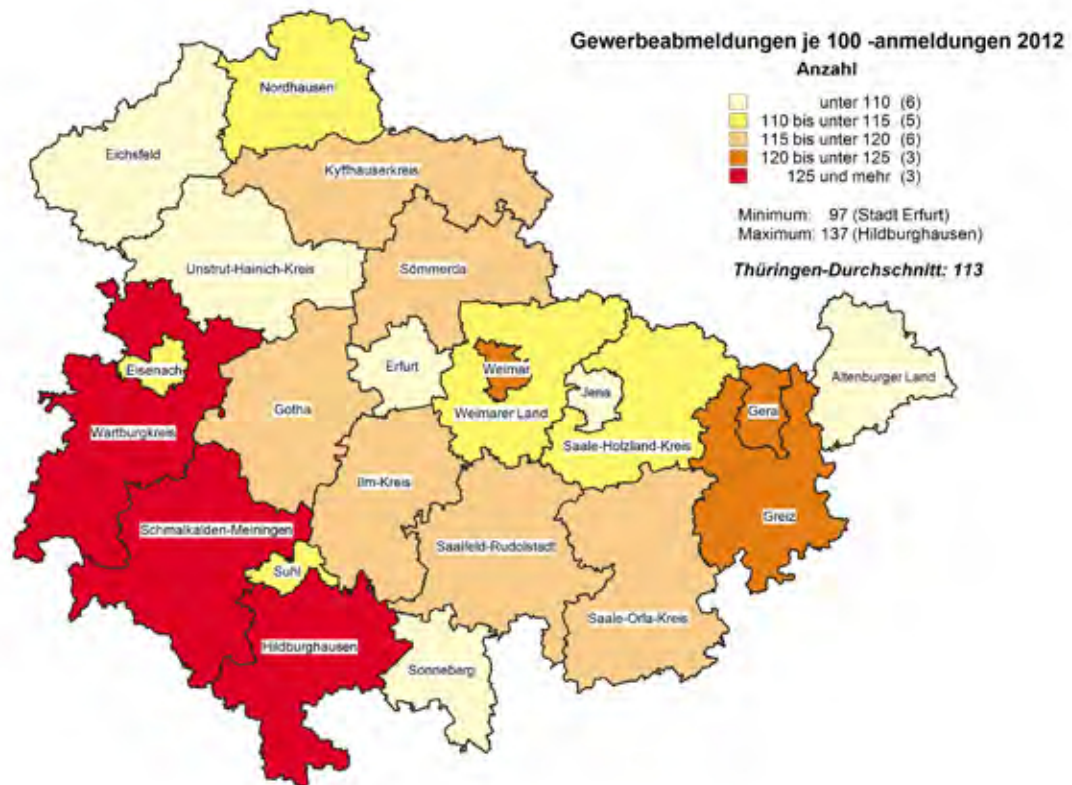 Gewerbeabmeldungen je 100 -anmeldungen 2012
Anzahl
unter 110 (6)
110 bis unter 115 (5)
115 bis unter 120 (6)
120 bis unter 125 (3)
125 und mehr (3)
Minimum: 97 (Stadt Erfurt)
Maximum: 137 (Hildburghausen)
Thüringen-Durchschnitt: 113
Nordhausen
Eichsfeld
Kyffhäuserkreis
Unstrut-Hainich-Kreis
Sömmerda
Eisenach
Erfurt
Weimar
Jena
Altenburger Land
Gotha
Weimarer Land
Gera
Wartburgkreis
Saale-Holzland-Kreis
Ilm-Kreis
Greiz
Schmalkalden-Meiningen
Saalfeld-Rudolstadt
Suhl
Saale-Orla-Kreis
Hildburghausen
Sonneberg